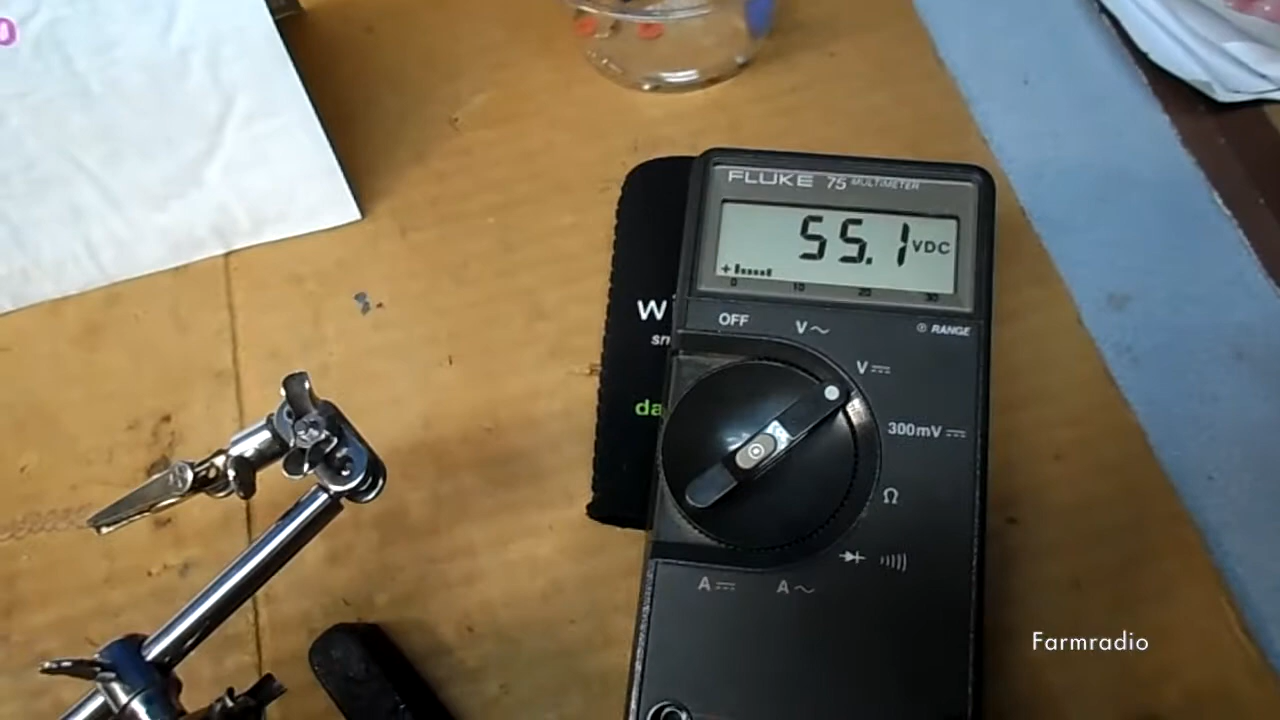 FLUKE 75 MULTIMETER
55.1 VDC
0 10 20 30
OFF V RANGE
V
300mV
Ω
A A
da
Farmradio